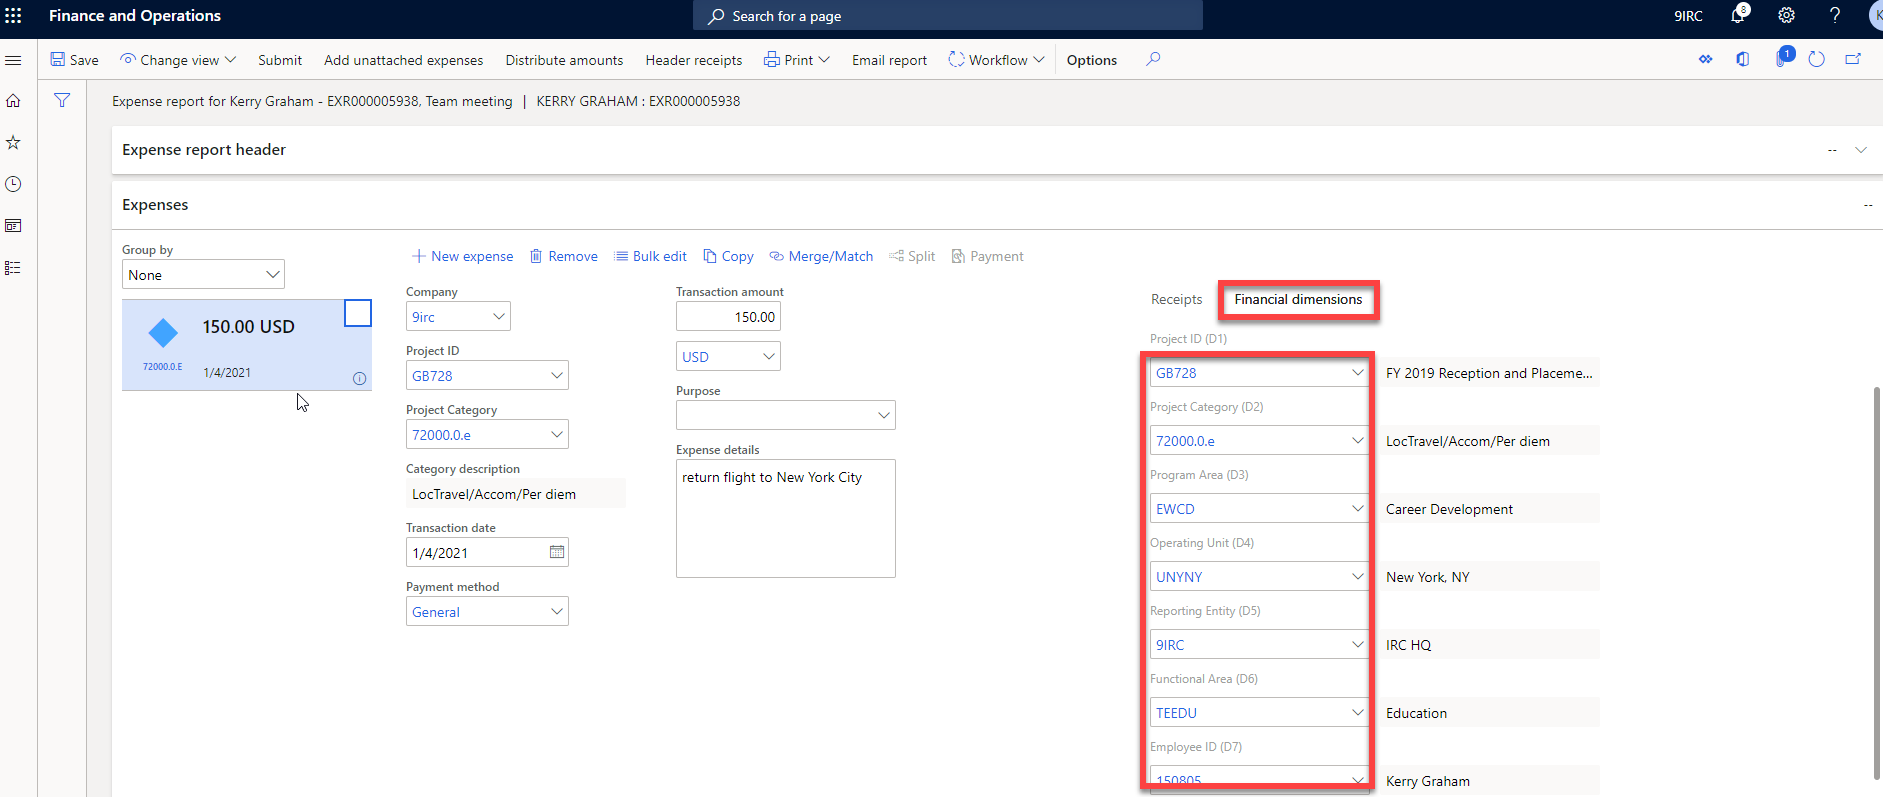 Finance and Operations
Search for a page
9IRC
8
?
K
Save
Change view
Submit
Add unattached expenses
Distribute amounts
Header receipts
Print
Email report
Workflow
Options
1
Expense report for Kerry Graham - EXR000005938, Team meeting | KERRY GRAHAM : EXR000005938
Expense report header
--
Expenses
--
Group by
None
150.00 USD
72000.0.E
1/4/2021
New expense
Remove
Bulk edit
Copy
Merge/Match
Split
Payment
Company
9irc
Project ID
GB728
Project Category
72000.0.e
Category description
LocTravel/Accom/Per diem
Transaction date
1/4/2021
Payment method
General
Transaction amount
150.00
USD
Purpose
Expense details
return flight to New York City
Receipts
Financial dimensions
Project ID (D1)
GB728 FY 2019 Reception and Placeme...
Project Category (D2)
72000.0.e LocTravel/Accom/Per diem
Program Area (D3)
EWCD Career Development
Operating Unit (D4)
UNYNY New York, NY
Reporting Entity (D5)
9IRC IRC HQ
Functional Area (D6)
TEEDU Education
Employee ID (D7)
150805 Kerry Graham